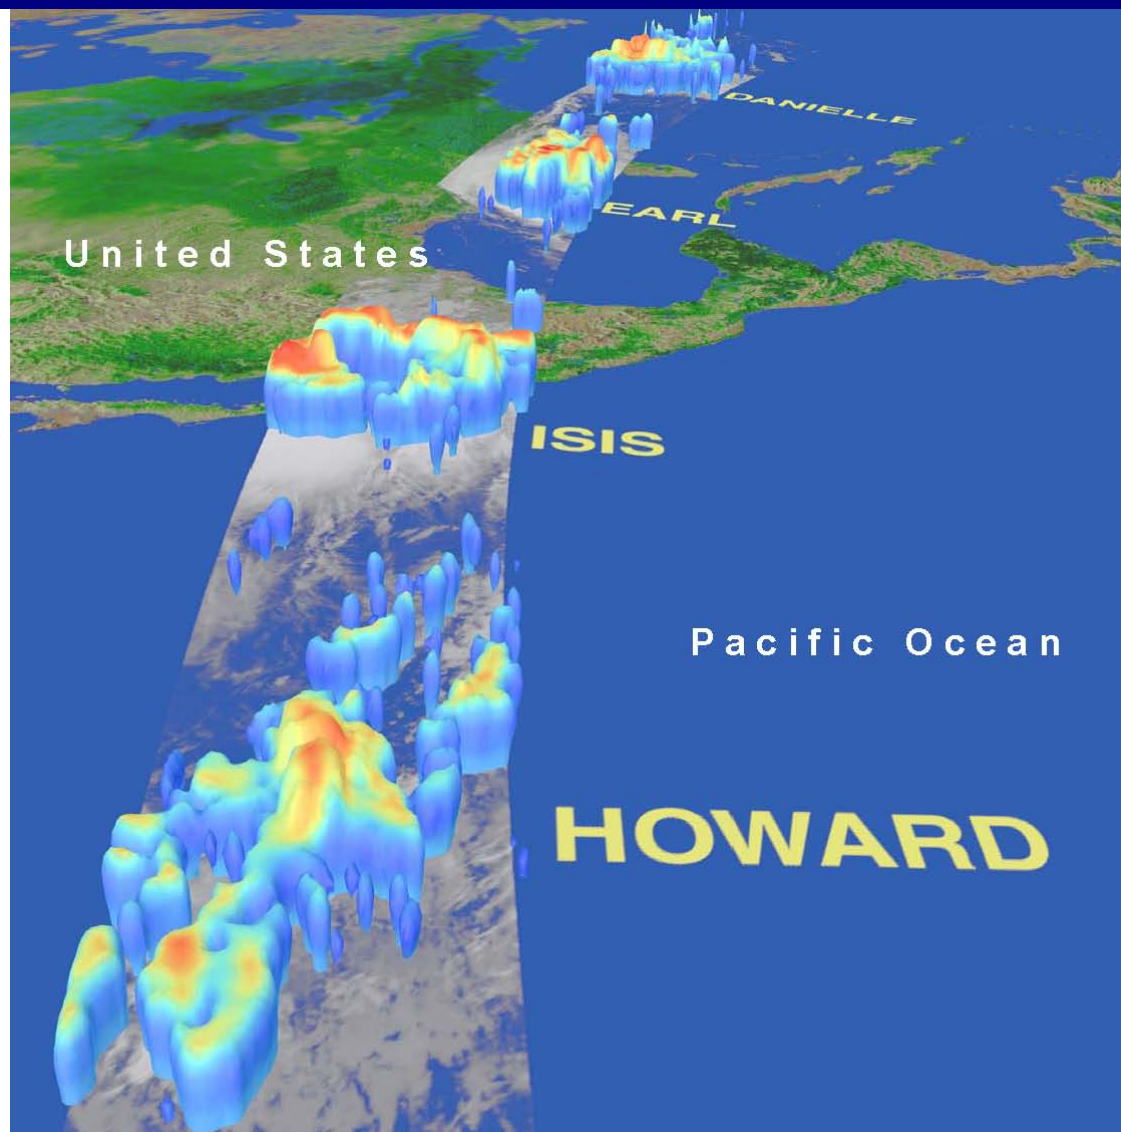 DANIELLE
EARL
United States
ISIS
Pacific Ocean
HOWARD